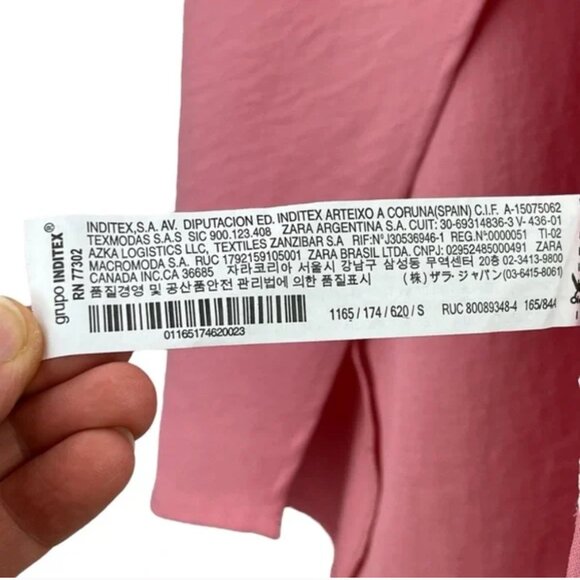 grupo INDITEX®
RN 77302
INDITEX,S.A. AV. DIPUTACION ED. INDITEX ARTEIXO A CORUNA(SPAIN) C.I.F. A-15075062
TEXMODAS S.A.S SIC 900.123.408 ZARA ARGENTINA S.A. CUIT: 30-69314836-3 V- 436-01
AZKA LOGISTICS LL., TEXTILES ZANZIBAR S.A. RIF:Nº J30536946-1 REG.Nº:0000051 TI-02
MACROMODA S.A. RUC 1792159105001 ZARA BRASIL LTDA. CNPJ: 02952485000491 ZARA
CANADA INC.CA 36685 자라코리아 서울시 강남구 삼성동 무역센터 20층 02-3413-9800
품질경영 및 공산품안전 관리법에 의한 품질표시 (株) ザラ・ジャパン (03-6415-8061)
01165174620023
1165 / 174 / 620 / S RUC 80089348-4 165/84A